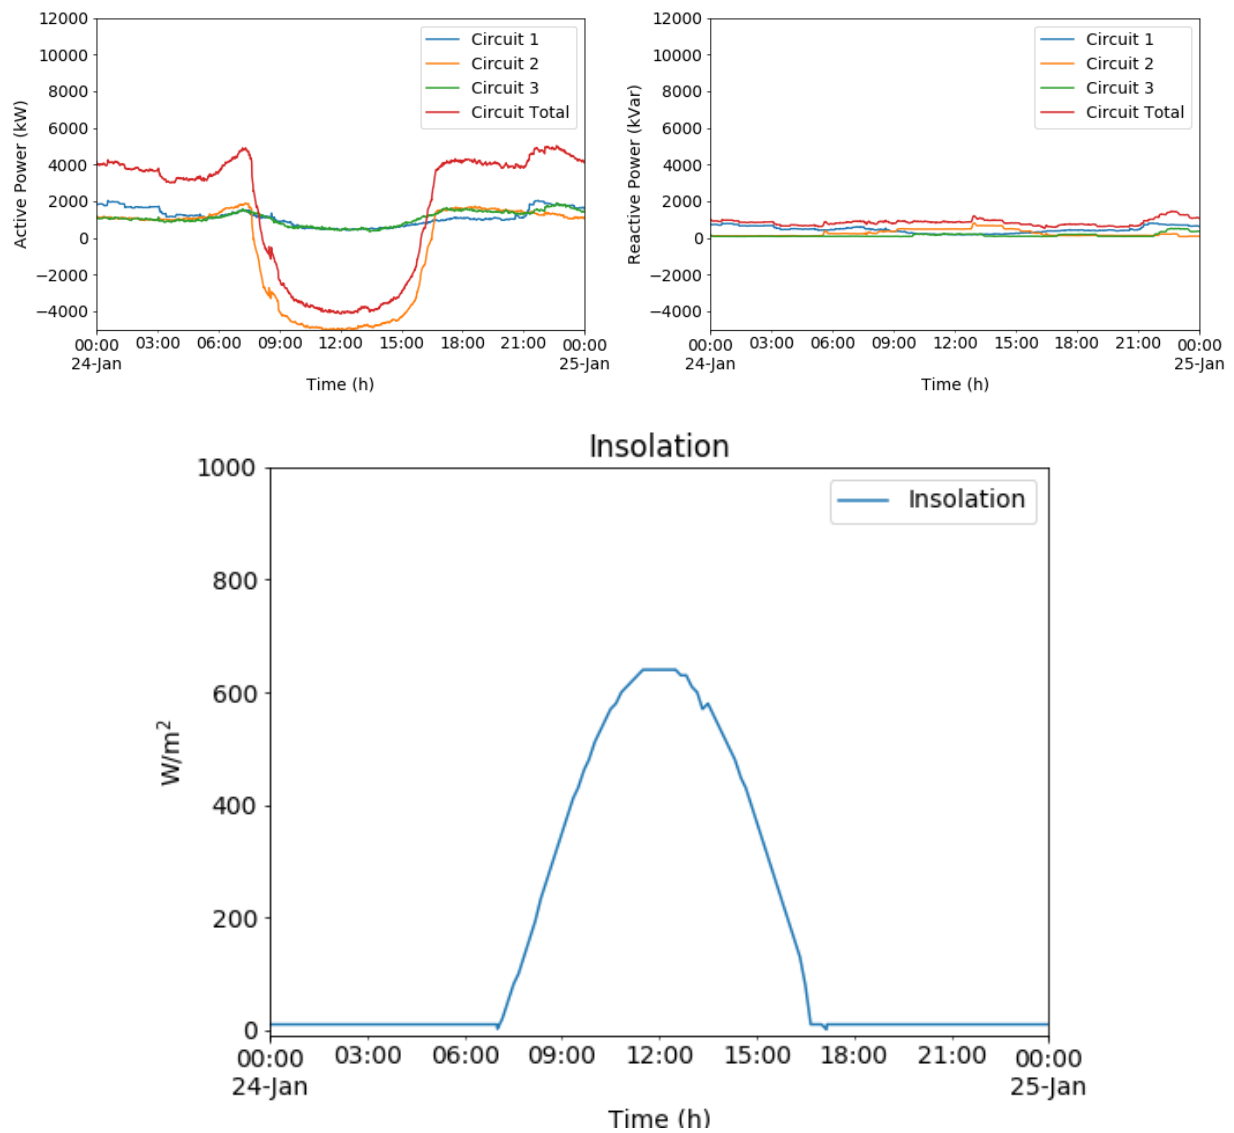 12000
10000
8000
6000
4000
2000
0
−2000
−4000
Active Power (kW)
Circuit 1
Circuit 2
Circuit 3
Circuit Total
00:00 03:00 06:00 09:00 12:00 15:00 18:00 21:00 00:00
24-Jan 25-Jan
Time (h)
12000
10000
8000
6000
4000
2000
0
−2000
−4000
Reactive Power (kVar)
Circuit 1
Circuit 2
Circuit 3
Circuit Total
00:00 03:00 06:00 09:00 12:00 15:00 18:00 21:00 00:00
24-Jan 25-Jan
Time (h)
Insolation
1000
800
600
400
200
0
W/m²
Insolation
00:00 03:00 06:00 09:00 12:00 15:00 18:00 21:00 00:00
24-Jan 25-Jan
Time (h)